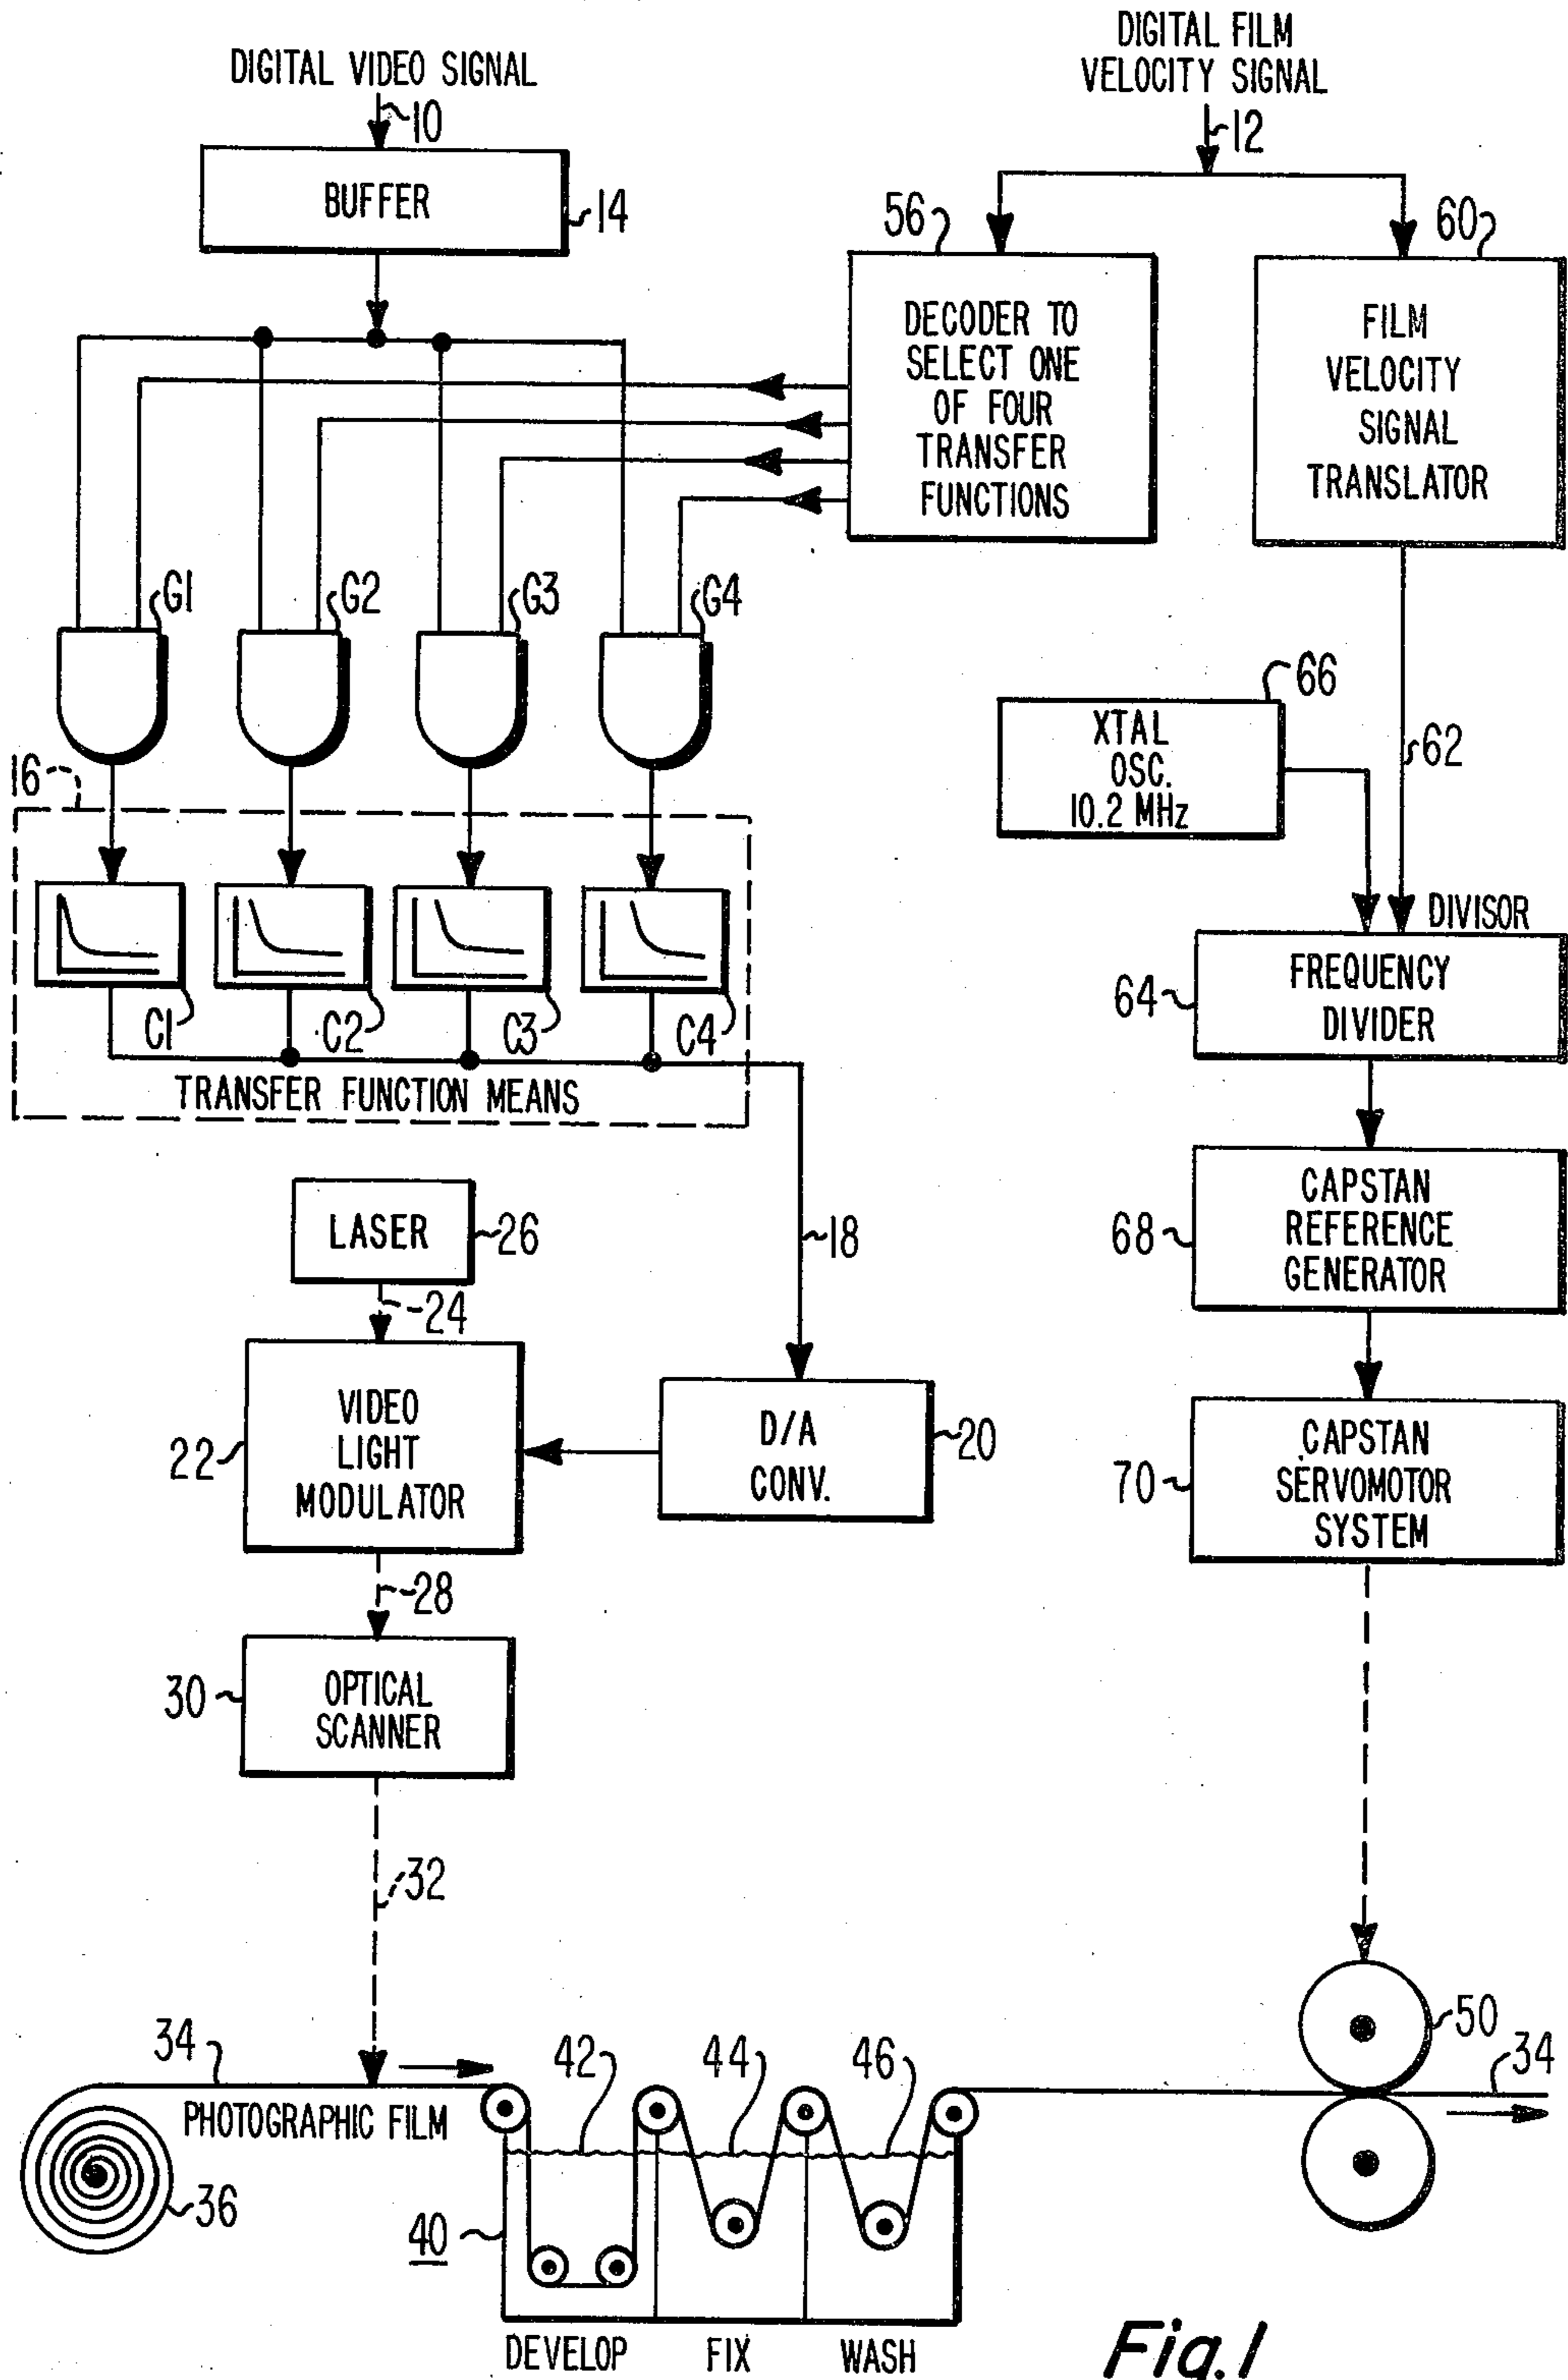 DIGITAL VIDEO SIGNAL
10
DIGITAL FILM
VELOCITY SIGNAL
12
BUFFER
14
56
DECODER TO
SELECT ONE
OF FOUR
TRANSFER
FUNCTIONS
60
FILM
VELOCITY
SIGNAL
TRANSLATOR
G1
G2
G3
G4
66
XTAL
OSC.
10.2 MHz
62
16
C1
C2
C3
C4
TRANSFER FUNCTION MEANS
DIVISOR
64
FREQUENCY
DIVIDER
LASER
26
24
18
68
CAPSTAN
REFERENCE
GENERATOR
22
VIDEO
LIGHT
MODULATOR
D/A
CONV.
20
70
CAPSTAN
SERVOMOTOR
SYSTEM
28
30
OPTICAL
SCANNER
32
34
PHOTOGRAPHIC FILM
36
42
44
46
50
34
40
DEVELOP
FIX
WASH
Fig.1